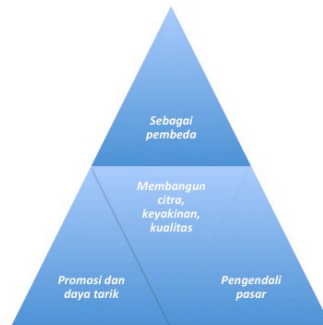 Sebagai
pembeda
Membangun
citra,
keyakinan,
kualitas
Promosi dan
daya tarik
Pengendali
pasar